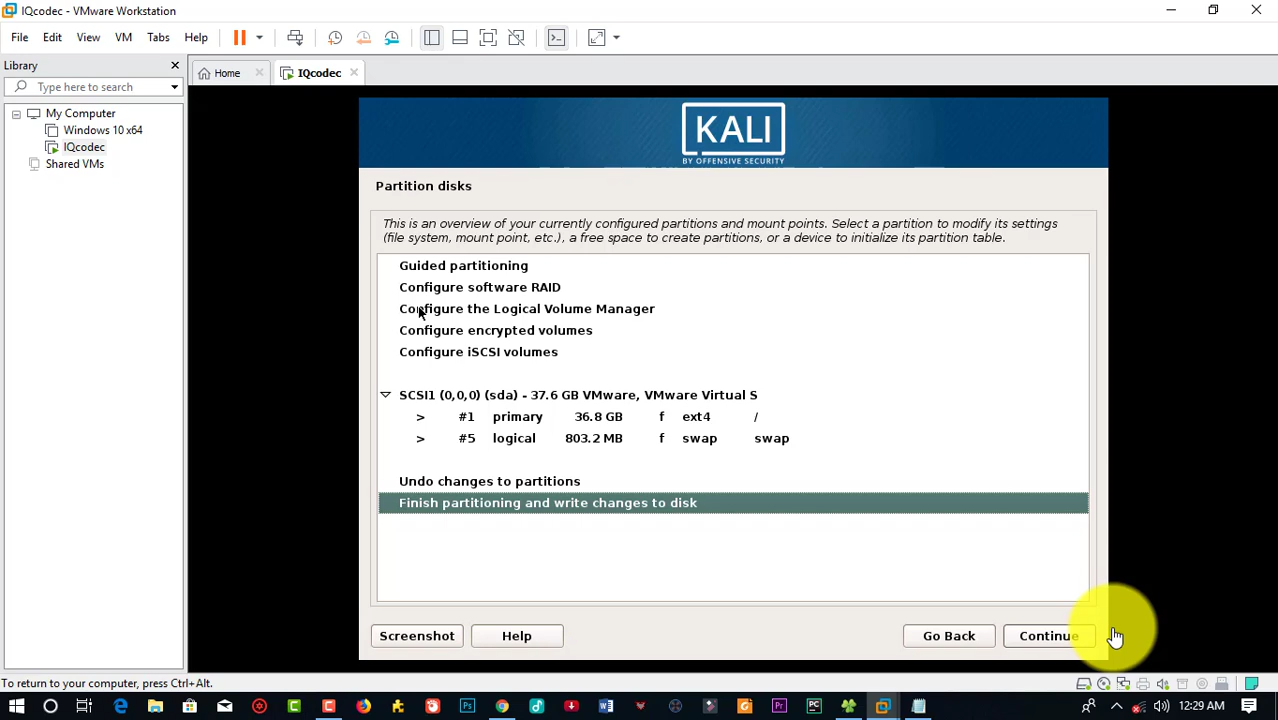 IQcodec - VMware Workstation
File Edit View VM Tabs Help
Library
Type here to search
My Computer
Windows 10 x64
IQcodec
Shared VMs
Home
IQcodec
KALI
BY OFFENSIVE SECURITY
Partition disks
This is an overview of your currently configured partitions and mount points. Select a partition to modify its settings
(file system, mount point, etc.), a free space to create partitions, or a device to initialize its partition table.
Guided partitioning
Configure software RAID
Configure the Logical Volume Manager
Configure encrypted volumes
Configure iSCSI volumes
SCSI1 (0,0,0) (sda) - 37.6 GB VMware, VMware Virtual S
> #1 primary 36.8 GB f ext4 /
> #5 logical 803.2 MB f swap swap
Undo changes to partitions
Finish partitioning and write changes to disk
Screenshot Help Go Back Continue
To return to your computer, press Ctrl+Alt.
12:29 AM